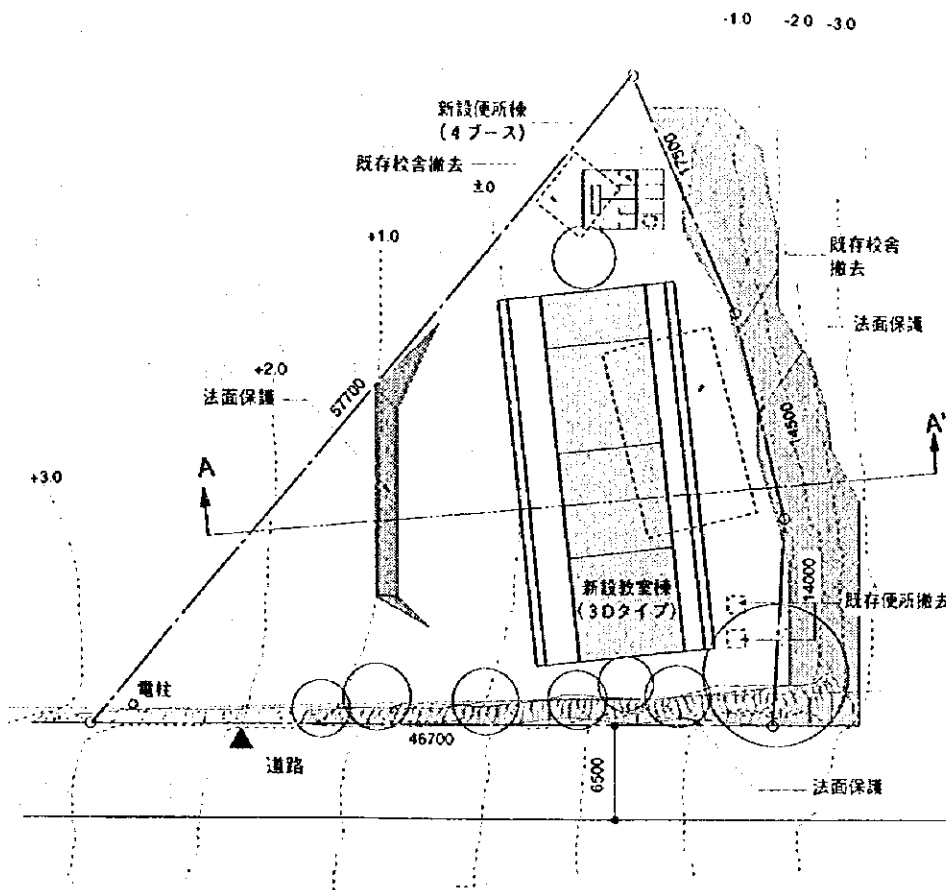 -1.0 -2.0 -3.0
新設便所棟
(4ブース)
既存校舎撤去
±0
17500
+1.0
既存校舎
撤去
法面保護
+2.0
法面保護
57700
14500
A
A'
+3.0
14000
新設教室棟
(3Dタイプ)
既存便所撤去
電柱
46700
道路
6500
法面保護